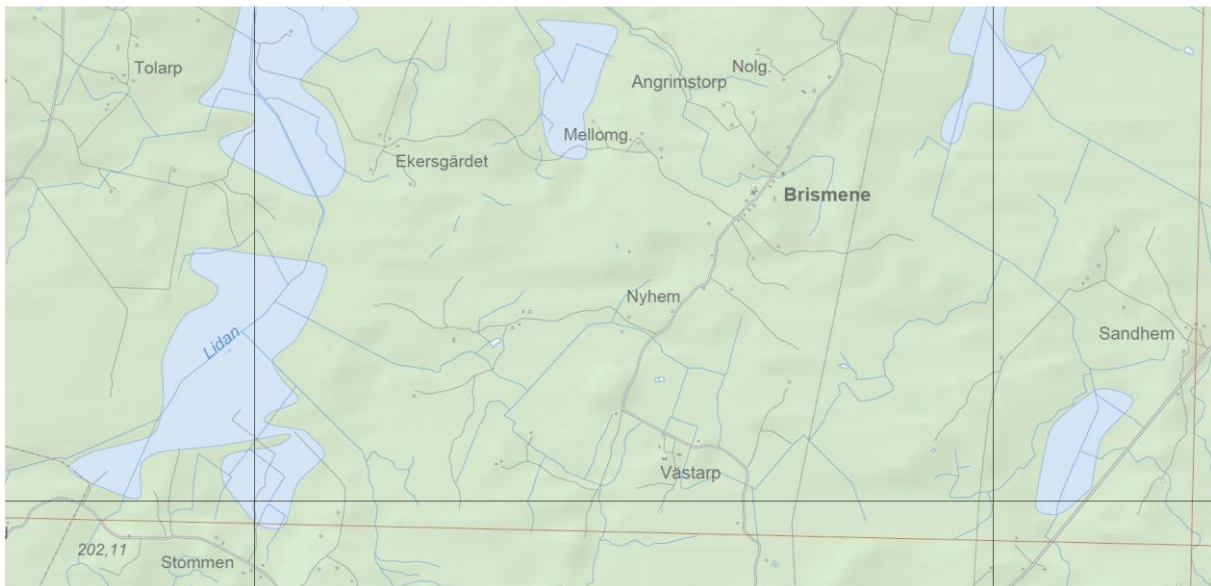 Tolarp
Nolg.
Angrimstorp
Mellomg.
Ekersgärdet
Brismene
Nyhem
Lidan
Sandhem
Västarp
202,11
Stommen